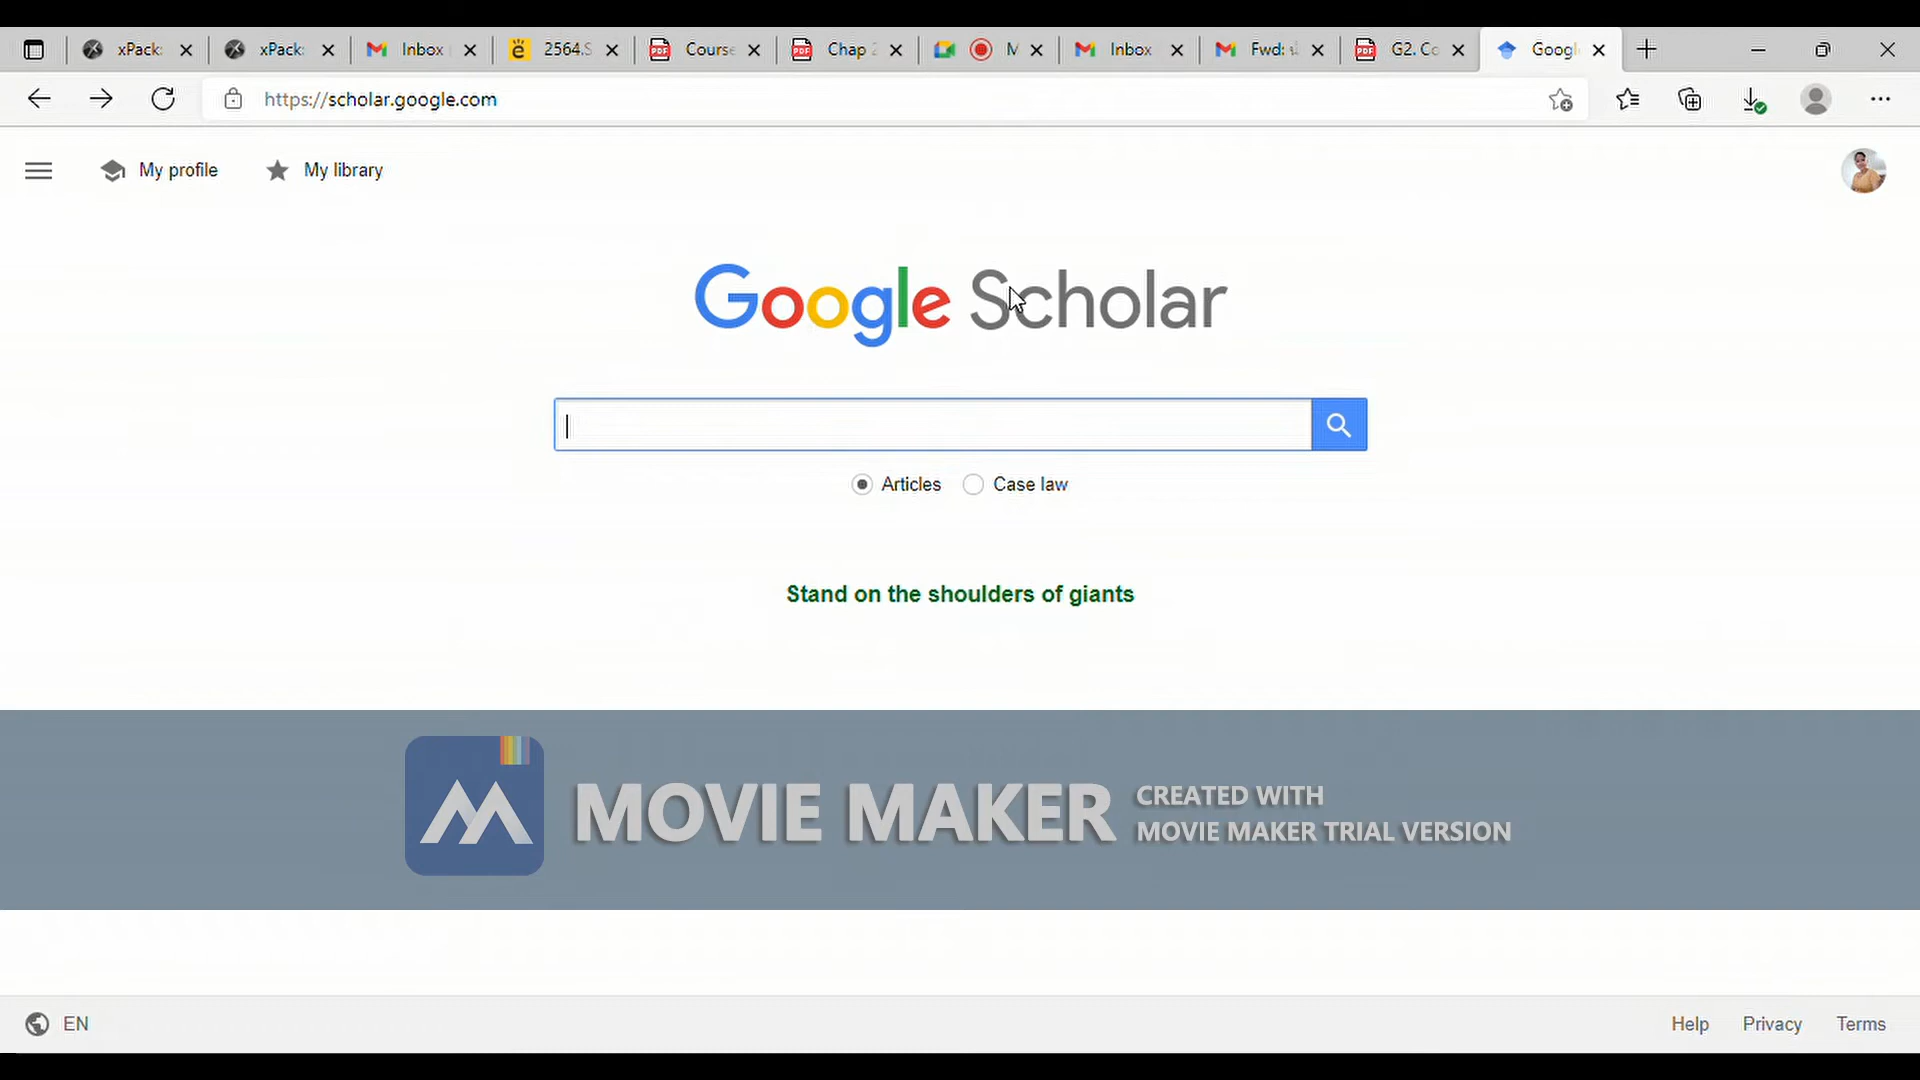 xPack: xPack: Inbox 2564.S Course Chap 2 M Inbox Fwd: G2. Co Googl
https://scholar.google.com
My profile My library
Google Scholar
Articles Case law
Stand on the shoulders of giants
MOVIE MAKER CREATED WITH
MOVIE MAKER TRIAL VERSION
EN Help Privacy Terms